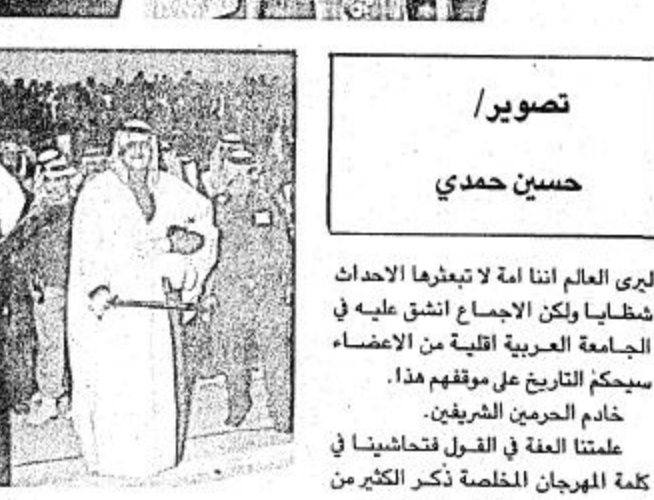 تصوير/
حسين حمدي
ليرى العالم اننا امة لا تبعثرها الاحداث
شظايا ولكن الاجماع انشق عليه في
الجامعة العربية اقلية من الاعضاء
سيحكم التاريخ على موقفهم هذا.
خادم الحرمين الشريفين.
علمتنا العفة في القول فتحاشينا في
كلمة المهرجان المخلصة ذكر الكثير من